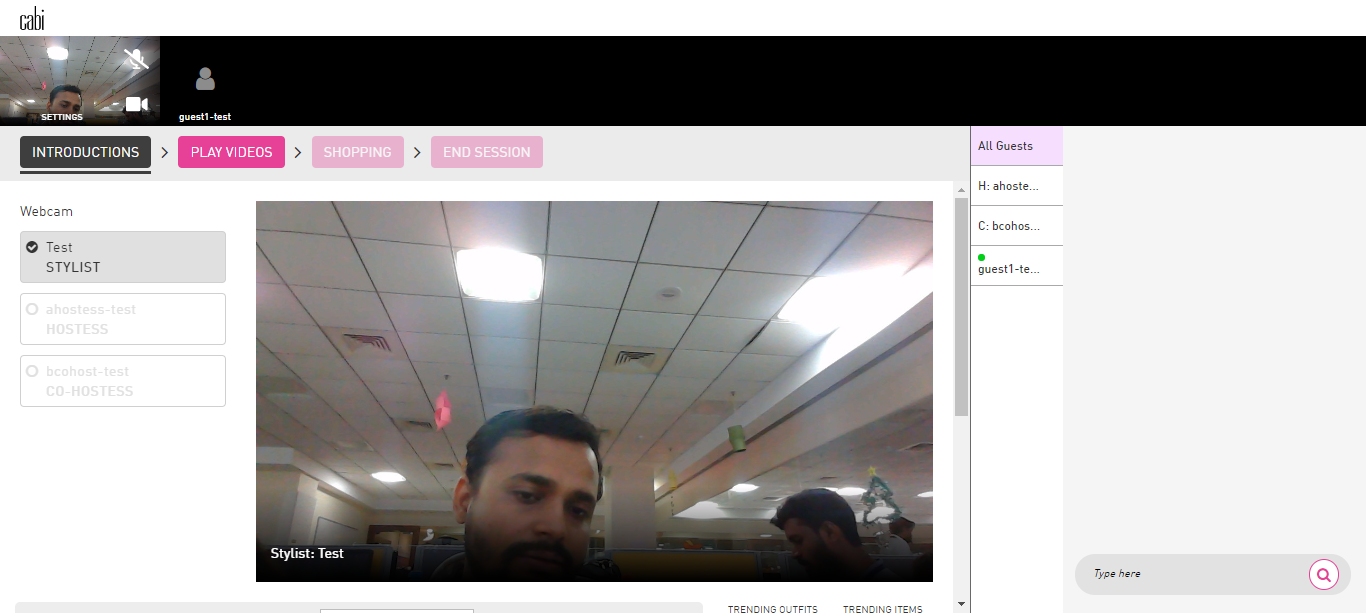 cabi
SETTINGS
guest1-test
INTRODUCTIONS
PLAY VIDEOS
SHOPPING
END SESSION
All Guests
H: ahoste...
C: bcohos...
guest1-te...
Webcam
Test
STYLIST
ahostess-test
HOSTESS
bcohost-test
CO-HOSTESS
Stylist: Test
Type here
TRENDING OUTFITS
TRENDING ITEMS